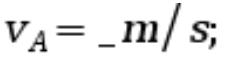 v_A = _ m/s;